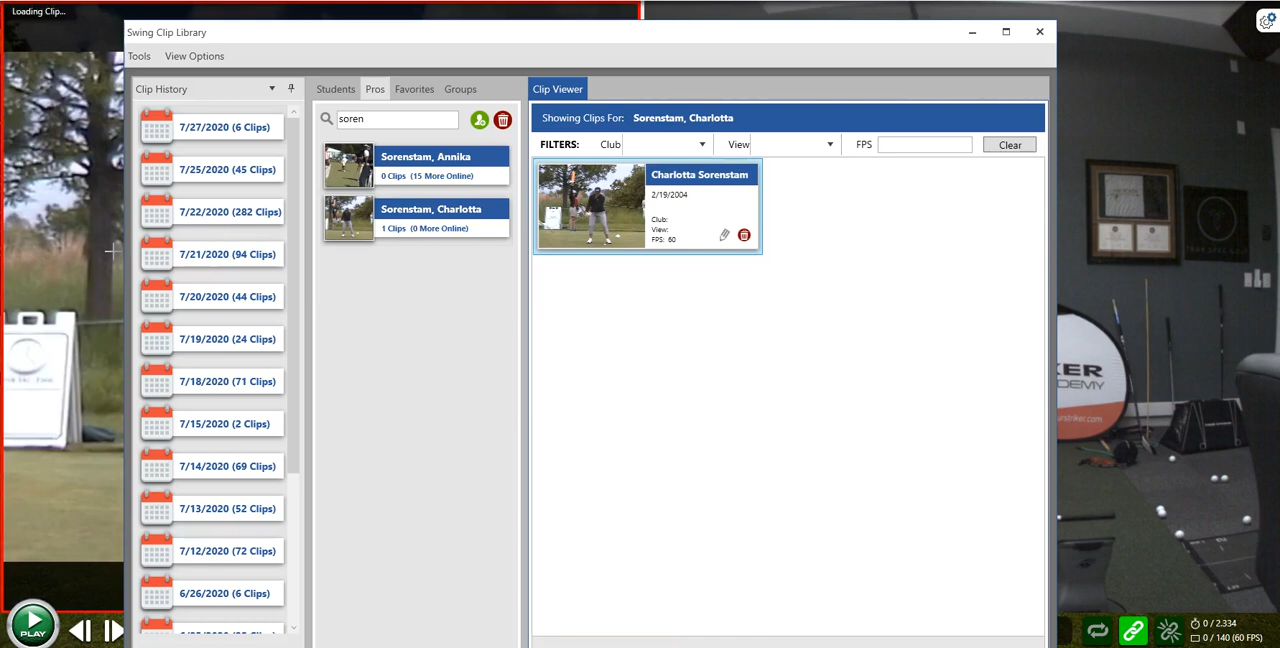 Loading Clip...
Swing Clip Library
Tools View Options
Clip History
7/27/2020 (6 Clips)
7/25/2020 (45 Clips)
7/22/2020 (282 Clips)
7/21/2020 (94 Clips)
7/20/2020 (44 Clips)
7/19/2020 (24 Clips)
7/18/2020 (71 Clips)
7/15/2020 (2 Clips)
7/14/2020 (69 Clips)
7/13/2020 (52 Clips)
7/12/2020 (72 Clips)
6/26/2020 (6 Clips)
Students Pros Favorites Groups
soren
Sorenstam, Annika
0 Clips (15 More Online)
Sorenstam, Charlotta
1 Clips (0 More Online)
Clip Viewer
Showing Clips For: Sorenstam, Charlotta
FILTERS: Club View FPS Clear
Charlotta Sorenstam
2/19/2004
Club:
View:
FPS: 60
KER
DEMY
striker.com
PLAY
0 / 2.334
0 / 140 (60 FPS)